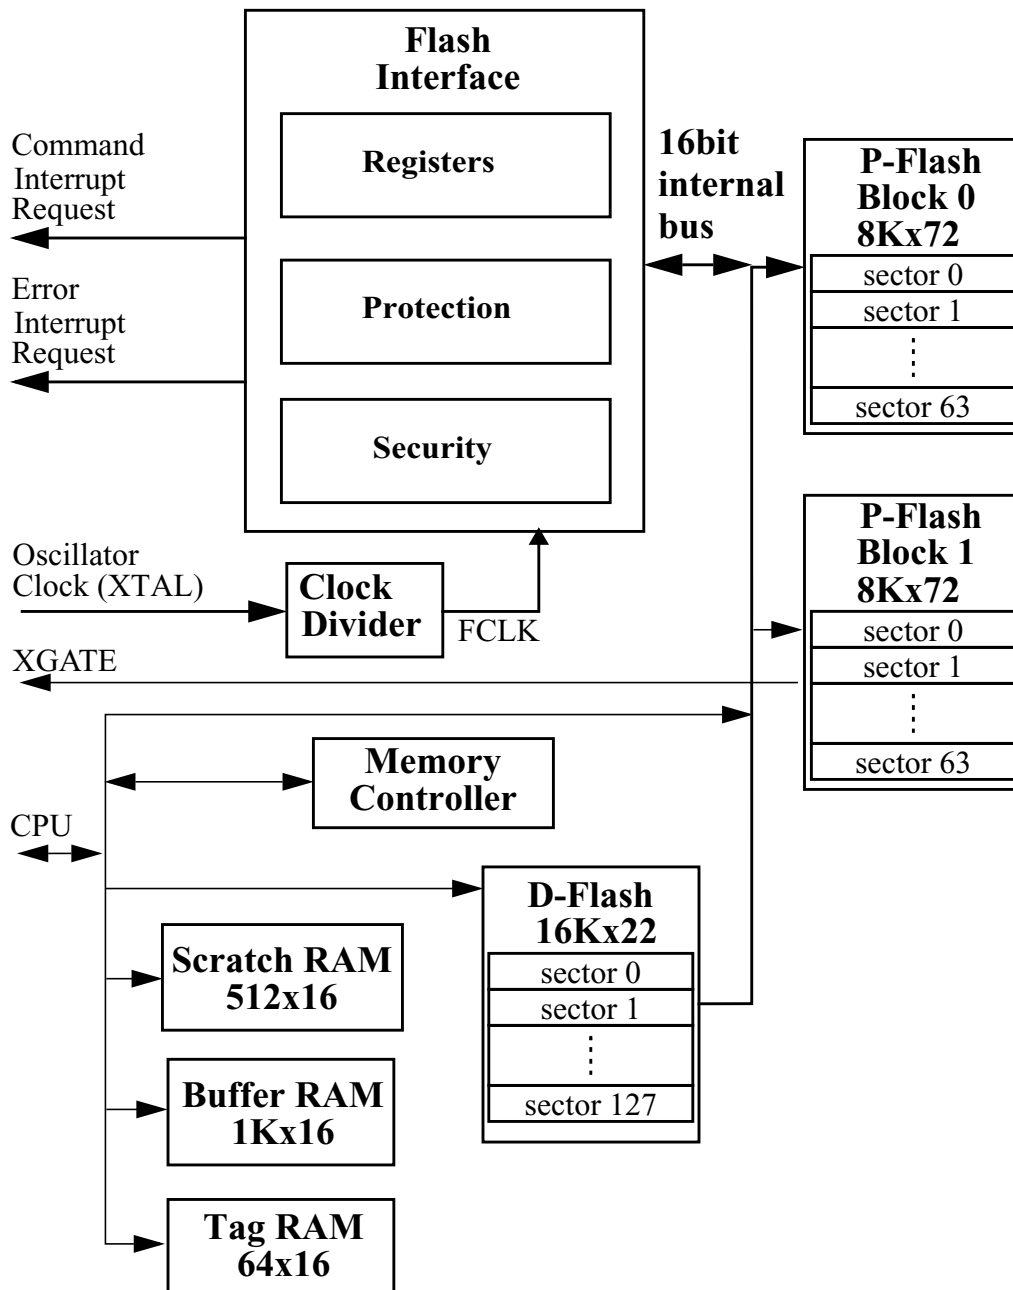 Flash
Interface
Registers
Protection
Security
Command
Interrupt
Request
Error
Interrupt
Request
16bit
internal
bus
P-Flash
Block 0
8Kx72
sector 0
sector 1
sector 63
P-Flash
Block 1
8Kx72
sector 0
sector 1
sector 63
Oscillator
Clock (XTAL)
Clock
Divider
FCLK
XGATE
Memory
Controller
CPU
D-Flash
16Kx22
sector 0
sector 1
sector 127
Scratch RAM
512x16
Buffer RAM
1Kx16
Tag RAM
64x16